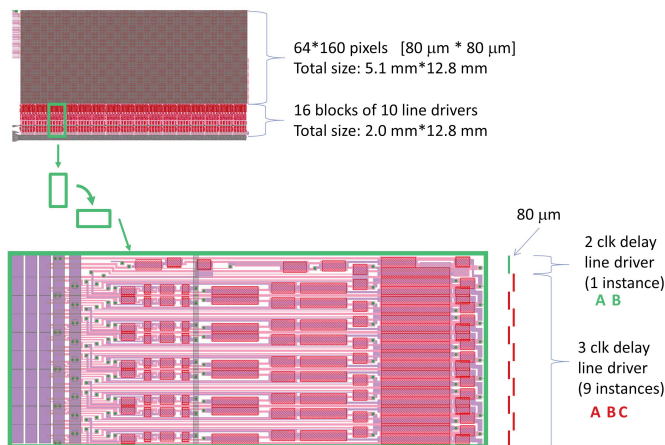 64*160 pixels [80 μm * 80 μm]
Total size: 5.1 mm*12.8 mm
16 blocks of 10 line drivers
Total size: 2.0 mm*12.8 mm
80 μm
2 clk delay
line driver
(1 instance)
A B
3 clk delay
line driver
(9 instances)
A B C